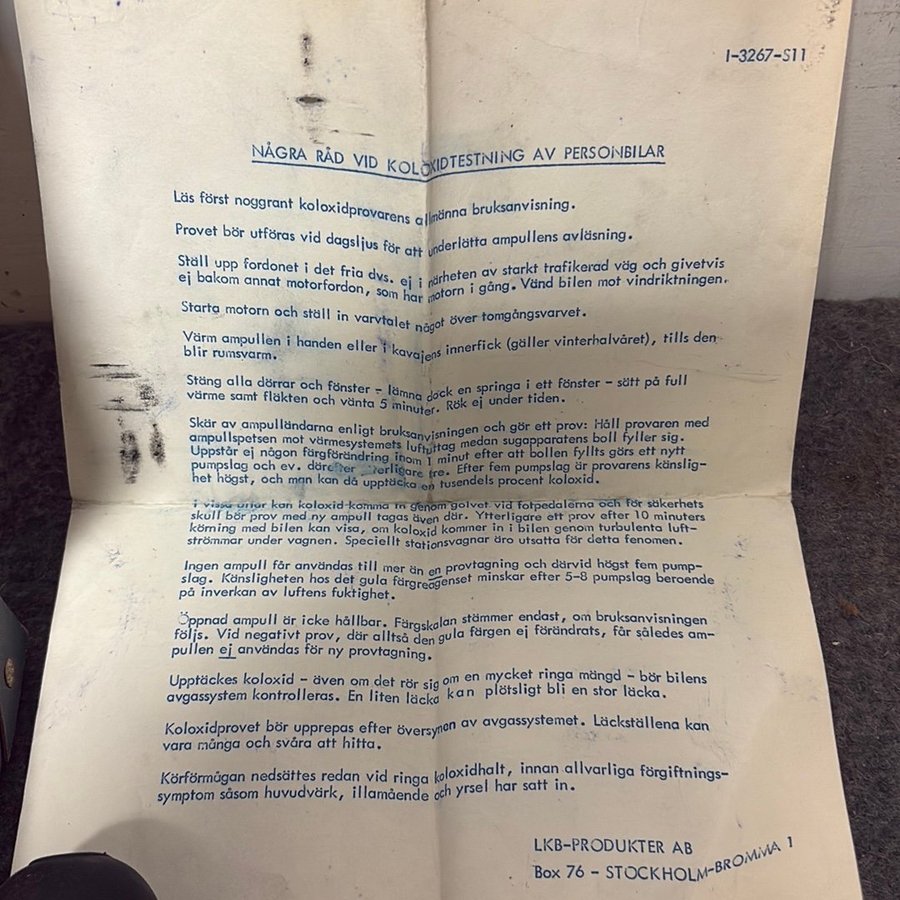 I-3267-S11
NÅGRA RÅD VID KOLOXIDTESTNING AV PERSONBILAR
Läs först noggrant koloxidprovarens allmänna bruksanvisning.
Provet bör utföras vid dagsljus för att underlätta ampullens avläsning.
Ställ upp fordonet i det fria dvs. ej i närheten av starkt trafikerad väg och givetvis
ej bakom annat motorfordon, som har motorn i gång. Vänd bilen mot vindriktningen.
Starta motorn och ställ in varvtalet något över tomgångsvarvet.
Värm ampullen i handen eller i kavajens innerfick (gäller vinterhalvåret), tills den
blir rumsvarm.
Stäng alla dörrar och fönster - lämna dock en springa i ett fönster - sätt på full
värme samt fläkten och vänta 5 minuter. Rök ej under tiden.
Skär av ampulländarna enligt bruksanvisningen och gör ett prov: Håll provaren med
ampullspetsen mot värmesystemets luftuttag medan sugapparatens boll fyller sig.
Uppstår ej någon färgförändring inom 1 minut efter att bollen fyllts görs ett nytt
pumpslag och ev. därefter ytterligare tre. Efter fem pumpslag är provarens känslig-
het högst, och man kan då upptäcka en tusendels procent koloxid.
I vissa bilar kan koloxid komma in genom golvet vid fotpedalerna och för säkerhets
skull bör prov med ny ampull tagas även där. Ytterligare ett prov efter 10 minuters
körning med bilen kan visa, om koloxid kommer in i bilen genom turbulenta luft-
strömmar under vagnen. Speciellt stationsvagnar äro utsatta för detta fenomen.
Ingen ampull får användas till mer än en provtagning och därvid högst fem pump-
slag. Känsligheten hos det gula färgreagenset minskar efter 5-8 pumpslag beroende
på inverkan av luftens fuktighet.
Öppnad ampull är icke hållbar. Färgskalan stämmer endast, om bruksanvisningen
följs. Vid negativt prov, där alltså den gula färgen ej förändrats, får således am-
pullen ej användas för ny provtagning.
Upptäckes koloxid - även om det rör sig om en mycket ringa mängd - bör bilens
avgassystem kontrolleras. En liten läcka kan plötsligt bli en stor läcka.
Koloxidprovet bör upprepas efter översynen av avgassystemet. Läckställena kan
vara många och svåra att hitta.
Körförmågan nedsättes redan vid ringa koloxidhalt, innan allvarliga förgiftnings-
symptom såsom huvudvärk, illamående och yrsel har satt in.
LKB-PRODUKTER AB
Box 76 - STOCKHOLM-BROMMA 1